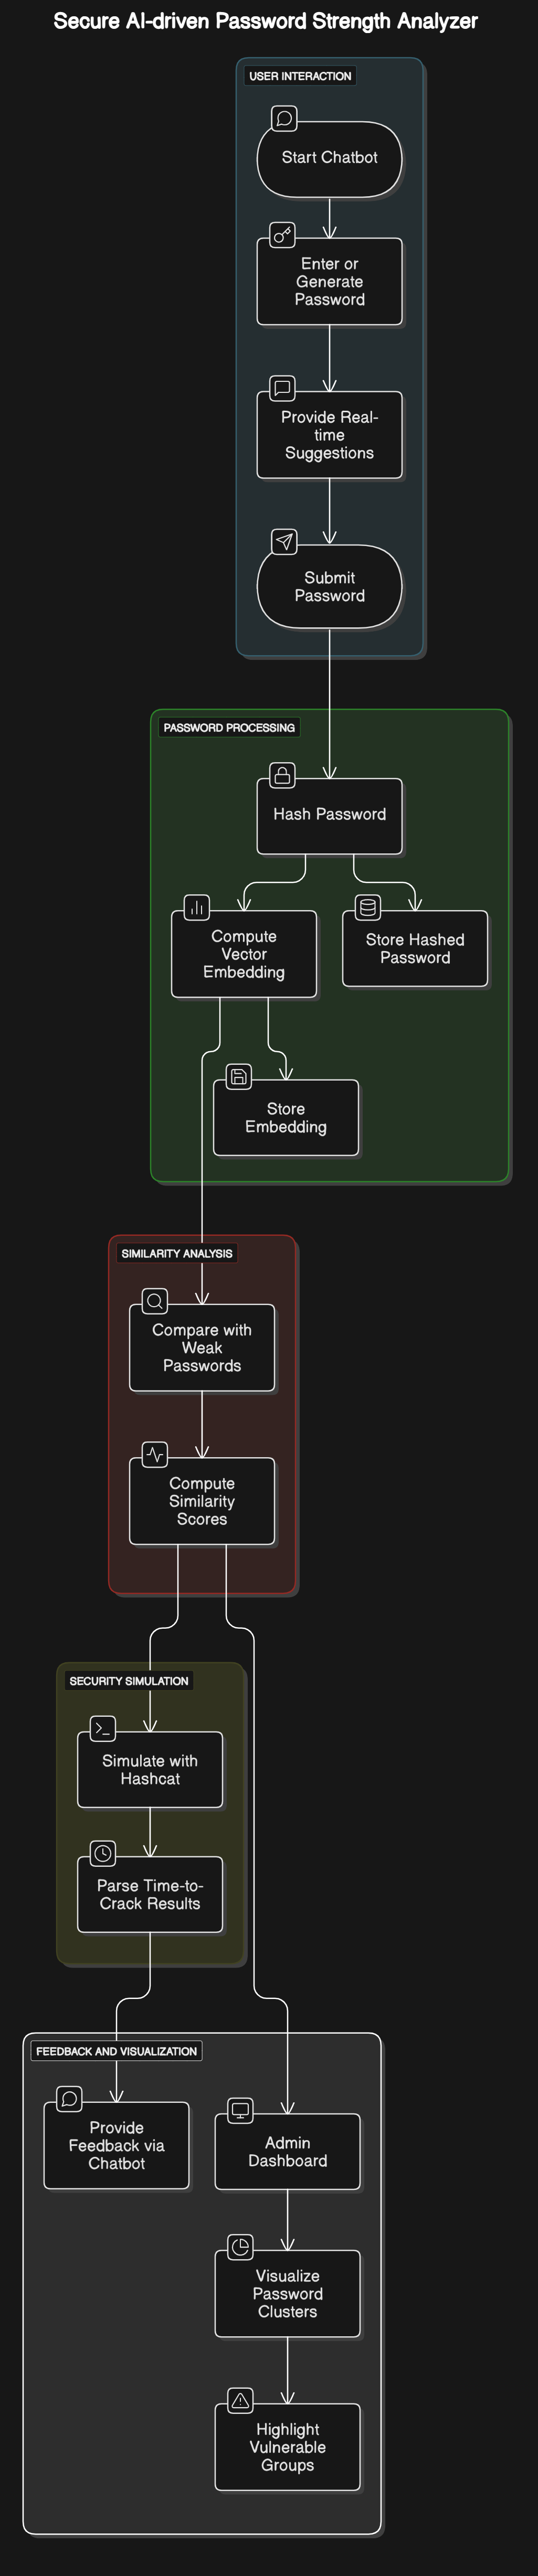 Secure AI-driven Password Strength Analyzer
USER INTERACTION
Start Chatbot
Enter or
Generate
Password
Provide Real-
time
Suggestions
Submit
Password
PASSWORD PROCESSING
Hash Password
Compute
Vector
Embedding
Store Hashed
Password
Store
Embedding
SIMILARITY ANALYSIS
Compare with
Weak
Passwords
Compute
Similarity
Scores
SECURITY SIMULATION
Simulate with
Hashcat
Parse Time-to-
Crack Results
FEEDBACK AND VISUALIZATION
Provide
Feedback via
Chatbot
Admin
Dashboard
Visualize
Password
Clusters
Highlight
Vulnerable
Groups